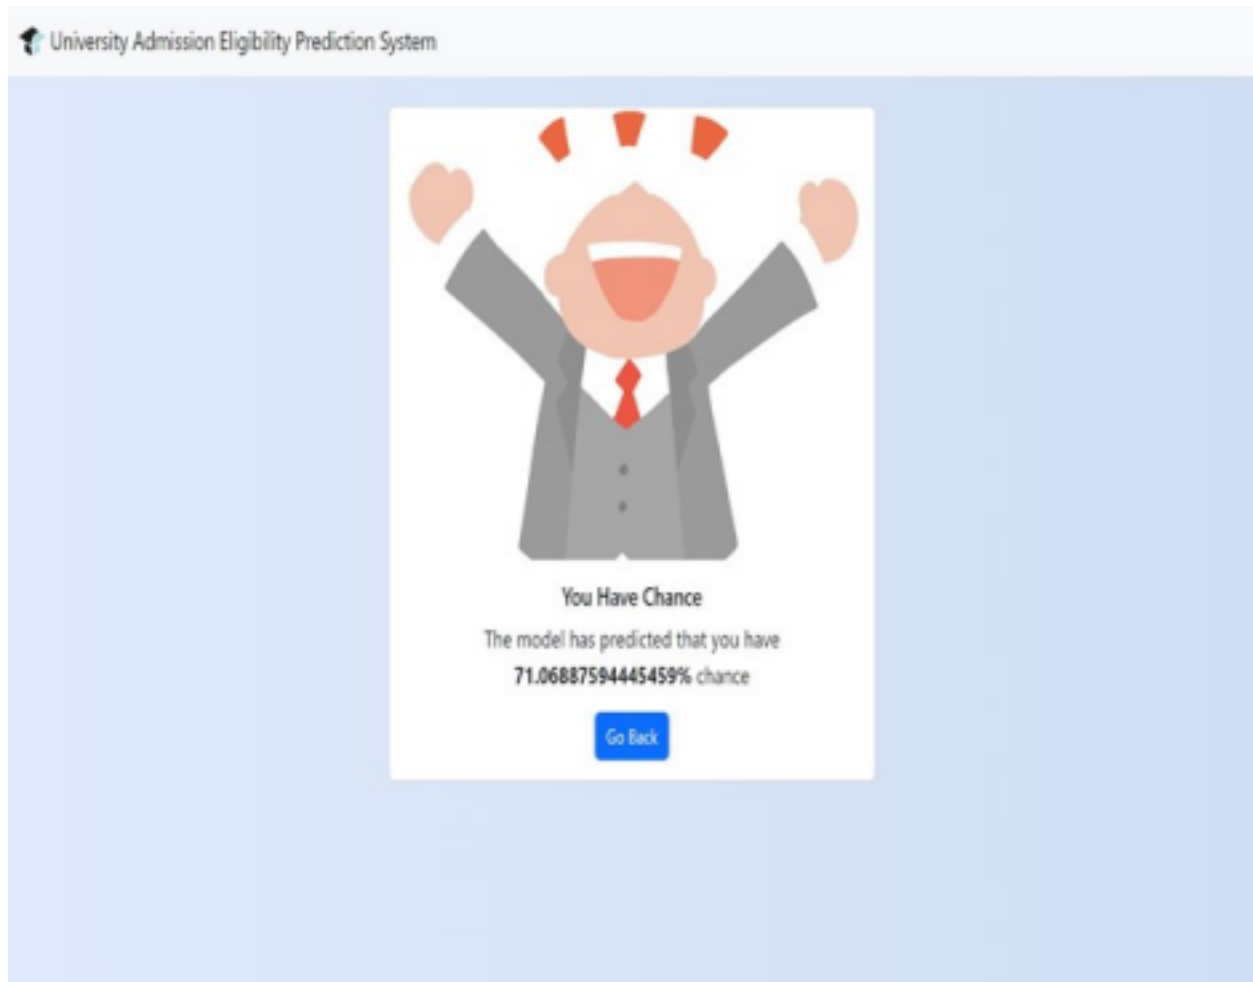 University Admission Eligibility Prediction System
You Have Chance
The model has predicted that you have
71.06887594445459% chance
Go Back